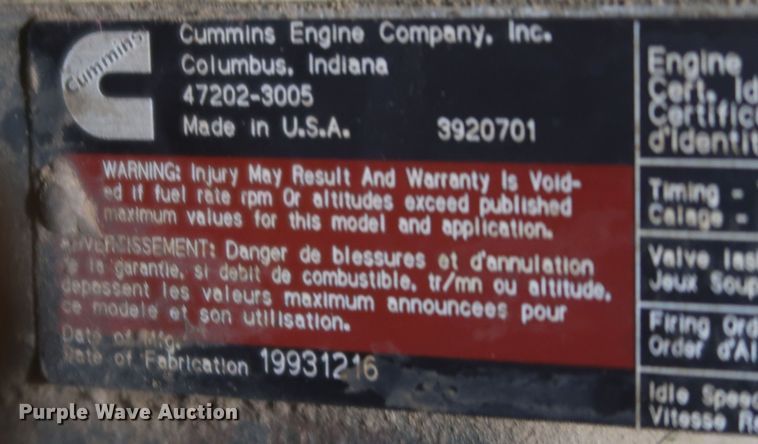 Cummins
Cummins Engine Company, Inc.
Columbus, Indiana
47202-3005
Made in U.S.A. 3920701
WARNING: Injury May Result And Warranty Is Void-
ed if fuel rate rpm Or altitudes exceed published
maximum values for this model and application.
AVERCISSEMENT: Danger de blessures et d'annulation
de la garantie, si debit de combustible, tr/mn ou altitude,
depassent les valeurs maximum announcees pour
ce modele et son utilisation.
Date of Mfg.
Date of Fabrication 19931216
Engine
Cert. Id
Certific
d'Identit
Timing -
Calage -
Valve las
Jeux Soup
Firing Ord
Order d'Al
Idle Speed
Vitesse Ra
Purple Wave Auction